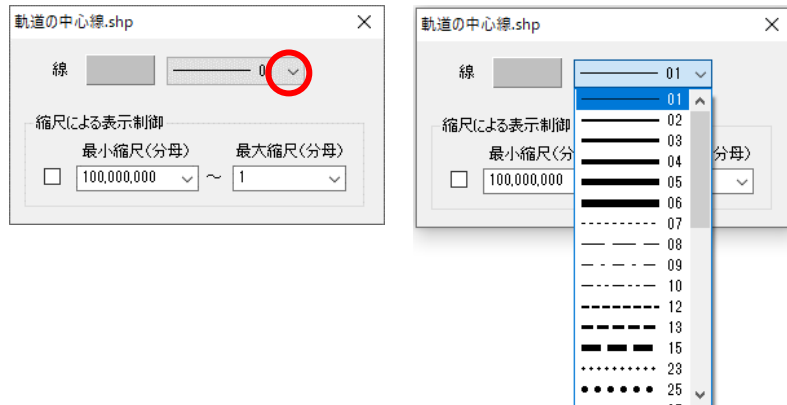 軌道の中心線.shp
線
縮尺による表示制御
最小縮尺(分母) 最大縮尺(分母)
100,000,000 ～ 1
軌道の中心線.shp
線 01
01
02
縮尺による表示制御
03
最小縮尺(分 分母)
04
100,000,000
05
06
07
08
09
10
12
13
15
23
25